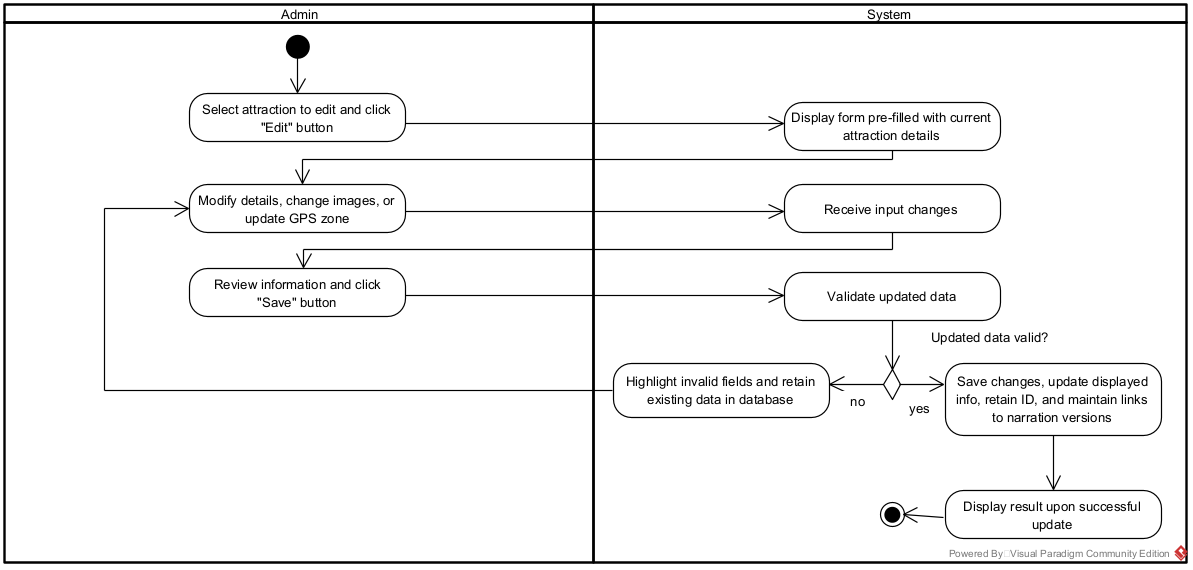 Admin
System
Select attraction to edit and click
"Edit" button
Display form pre-filled with current
attraction details
Modify details, change images, or
update GPS zone
Receive input changes
Review information and click
"Save" button
Validate updated data
Updated data valid?
Highlight invalid fields and retain
existing data in database
no
yes
Save changes, update displayed
info, retain ID, and maintain links
to narration versions
Display result upon successful
update
Powered By Visual Paradigm Community Edition